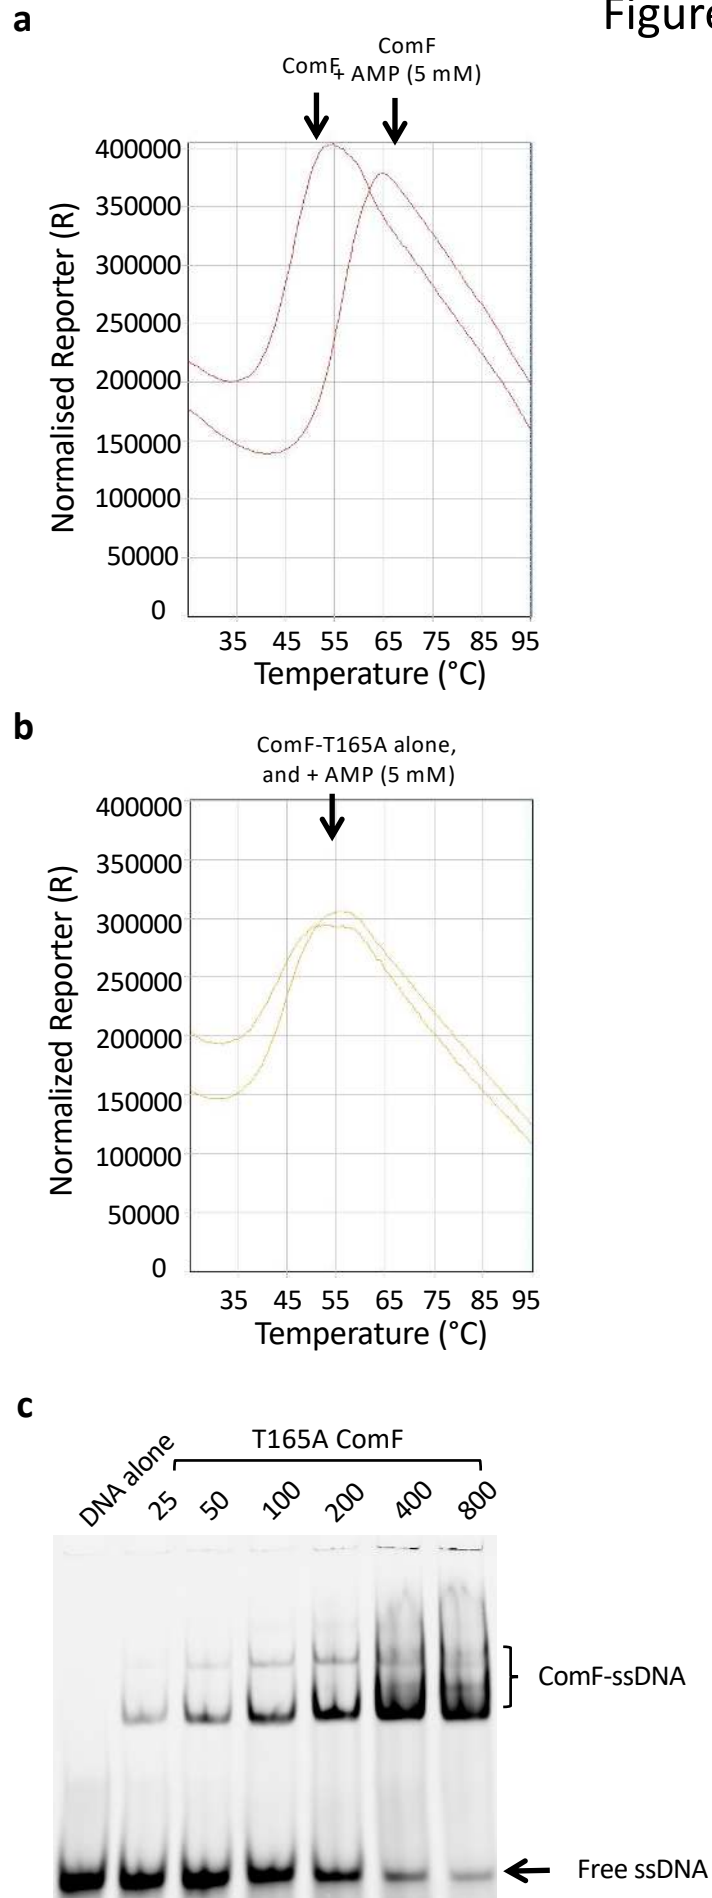 a
Figure
ComF
ComF
+ AMP (5 mM)
400000
350000
300000
250000
200000
150000
100000
50000
0
Normalised Reporter (R)
35 45 55 65 75 85 95
Temperature (°C)
b
ComF-T165A alone,
and + AMP (5 mM)
400000
350000
300000
250000
200000
150000
100000
50000
0
Normalized Reporter (R)
35 45 55 65 75 85 95
Temperature (°C)
c
T165A ComF
DNA alone
25 50 100 200 400 800
ComF-ssDNA
Free ssDNA